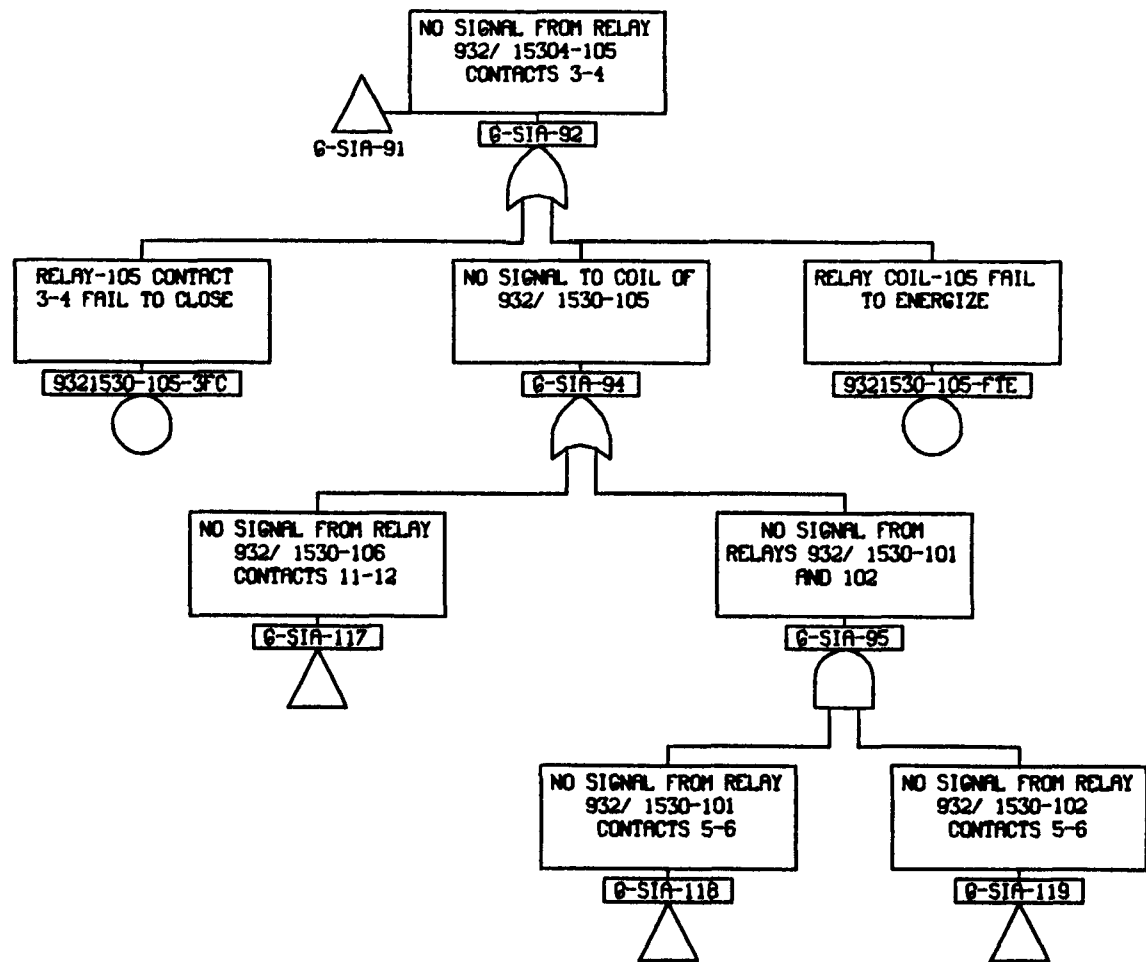 NO SIGNAL FROM RELAY
932/ 15304-105
CONTACTS 3-4
G-SIA-91
G-SIA-92
RELAY-105 CONTACT
3-4 FAIL TO CLOSE
9321530-105-3FC
NO SIGNAL TO COIL OF
932/ 1530-105
G-SIA-94
RELAY COIL-105 FAIL
TO ENERGIZE
9321530-105-FTE
NO SIGNAL FROM RELAY
932/ 1530-106
CONTACTS 11-12
G-SIA-117
NO SIGNAL FROM
RELAYS 932/ 1530-101
AND 102
G-SIA-95
NO SIGNAL FROM RELAY
932/ 1530-101
CONTACTS 5-6
G-SIA-118
NO SIGNAL FROM RELAY
932/ 1530-102
CONTACTS 5-6
G-SIA-119